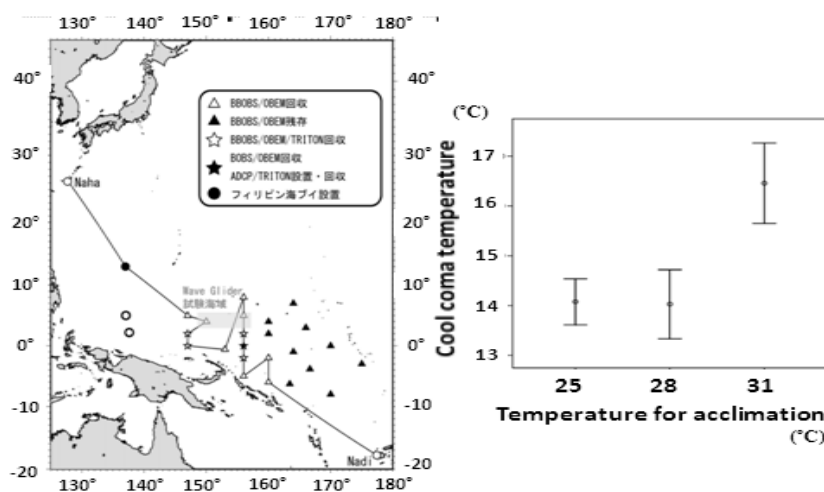 130° 140° 150° 160° 170° 180°
40° 40°
30° 30°
20° 20°
10° 10°
0° 0°
-10° -10°
-20 -20
130° 140° 150° 160° 170° 180°
BBOBS/OBEM回収
BBOBS/OBEM残存
BBOBS/OBEM/TRITON回収
BOBS/OBEM回収
ADCP/TRITON設置・回収
フィリピン海ブイ設置
Naha
Wave Glider
試験海域
Nadi
(°C)
Cool coma temperature
17
16
15
14
13
25 28 31
Temperature for acclimation
(°C)